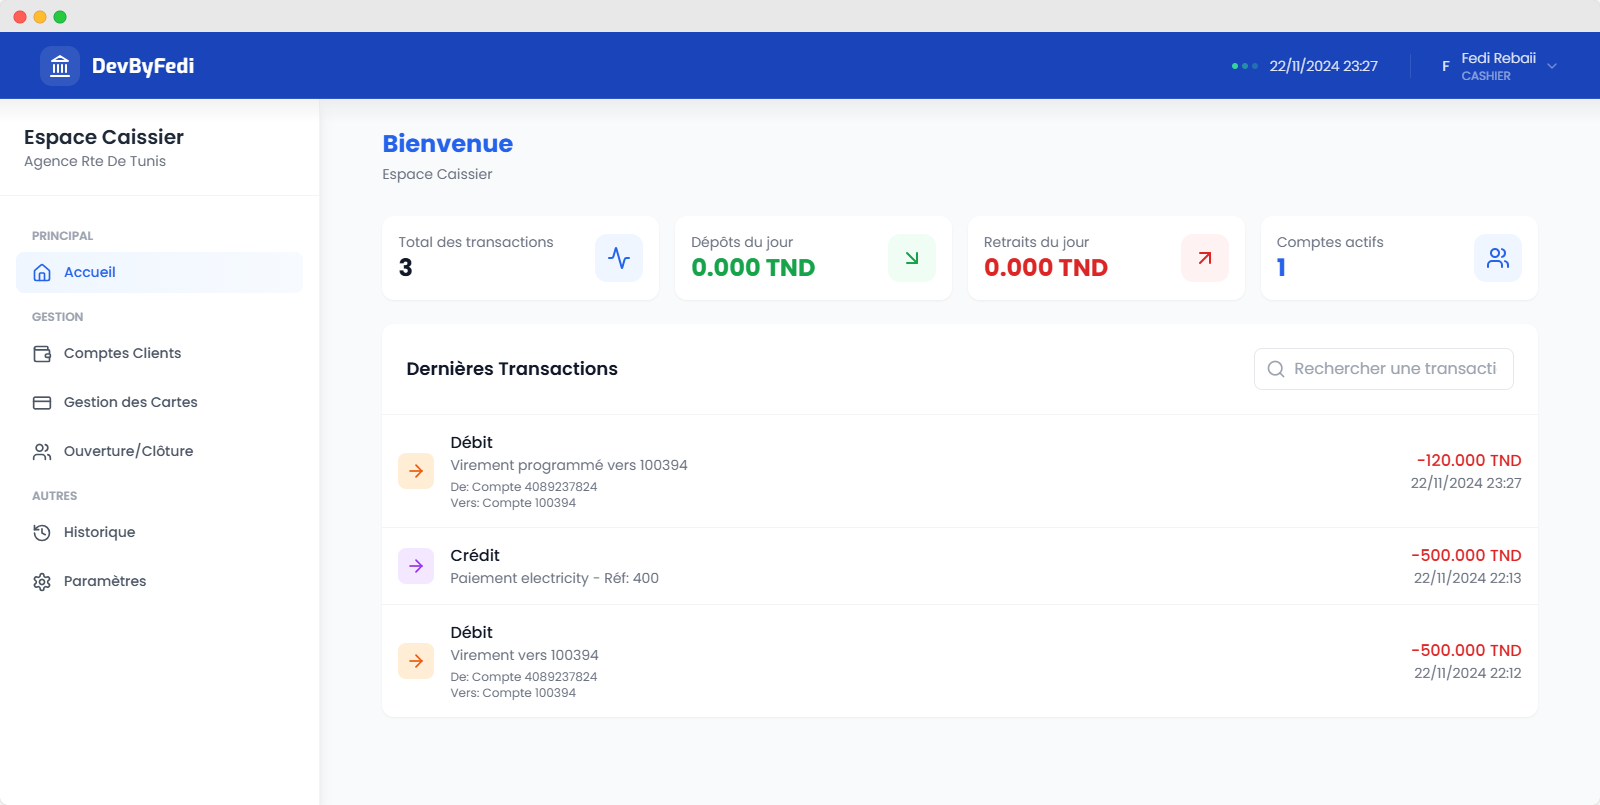 DevByFedi
22/11/2024 23:27
F
Fedi Rebaii
CASHIER
Espace Caissier
Agence Rte De Tunis
PRINCIPAL
Accueil
GESTION
Comptes Clients
Gestion des Cartes
Ouverture/Clôture
AUTRES
Historique
Paramètres
Bienvenue
Espace Caissier
Total des transactions
3
Dépôts du jour
0.000 TND
Retraits du jour
0.000 TND
Comptes actifs
1
Dernières Transactions
Rechercher une transacti
Débit
Virement programmé vers 100394
De: Compte 4089237824
Vers: Compte 100394
-120.000 TND
22/11/2024 23:27
Crédit
Paiement electricity - Réf: 400
-500.000 TND
22/11/2024 22:13
Débit
Virement vers 100394
De: Compte 4089237824
Vers: Compte 100394
-500.000 TND
22/11/2024 22:12